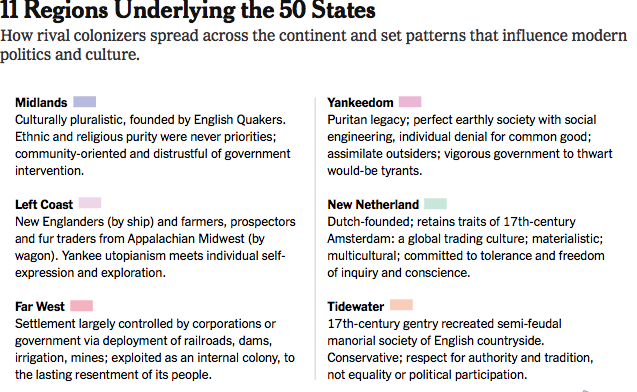 11 Regions Underlying the 50 States
How rival colonizers spread across the continent and set patterns that influence modern
politics and culture.
Midlands
Culturally pluralistic, founded by English Quakers.
Ethnic and religious purity were never priorities;
community-oriented and distrustful of government
intervention.
Left Coast
New Englanders (by ship) and farmers, prospectors
and fur traders from Appalachian Midwest (by
wagon). Yankee utopianism meets individual self-
expression and exploration.
Far West
Settlement largely controlled by corporations or
government via deployment of railroads, dams,
irrigation, mines; exploited as an internal colony, to
the lasting resentment of its people.
Yankeedom
Puritan legacy; perfect earthly society with social
engineering, individual denial for common good;
assimilate outsiders; vigorous government to thwart
would-be tyrants.
New Netherland
Dutch-founded; retains traits of 17th-century
Amsterdam: a global trading culture; materialistic;
multicultural; committed to tolerance and freedom
of inquiry and conscience.
Tidewater
17th-century gentry recreated semi-feudal
manorial society of English countryside.
Conservative; respect for authority and tradition,
not equality or political participation.